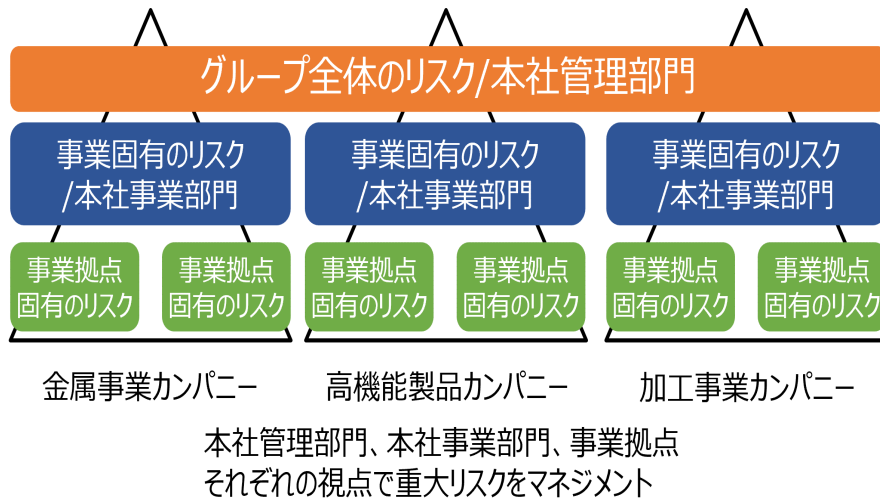 グループ全体のリスク/本社管理部門
事業固有のリスク
/本社事業部門
事業固有のリスク
/本社事業部門
事業固有のリスク
/本社事業部門
事業拠点
固有のリスク
事業拠点
固有のリスク
事業拠点
固有のリスク
事業拠点
固有のリスク
事業拠点
固有のリスク
事業拠点
固有のリスク
金属事業カンパニー
高機能製品カンパニー
加工事業カンパニー
本社管理部門、本社事業部門、事業拠点
それぞれの視点で重大リスクをマネジメント